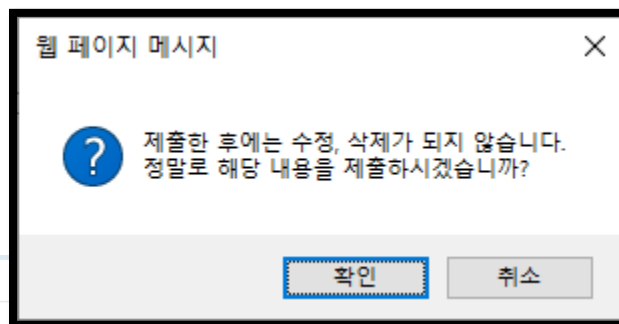 웹 페이지 메시지
제출한 후에는 수정, 삭제가 되지 않습니다.
정말로 해당 내용을 제출하시겠습니까?
확인
취소